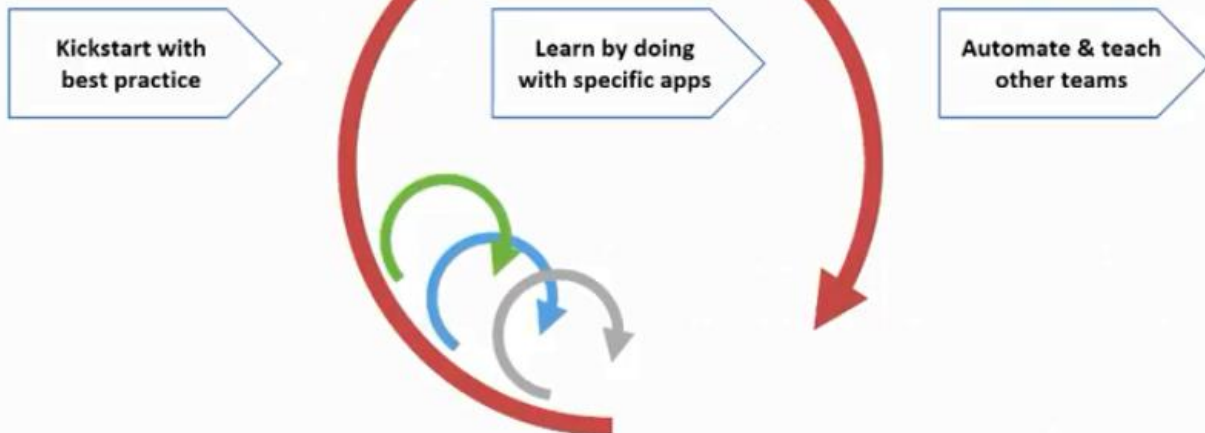 Kickstart with
best practice
Learn by doing
with specific apps
Automate & teach
other teams